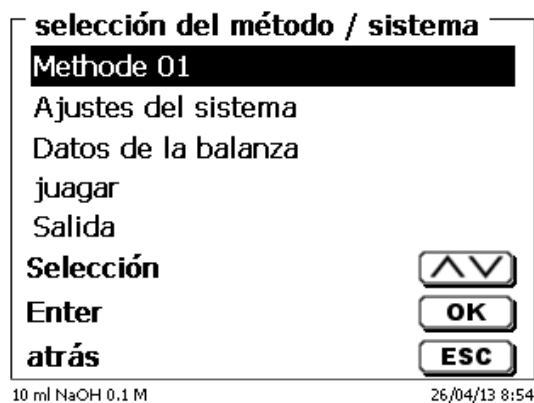 selección del método / sistema
Methode 01
Ajustes del sistema
Datos de la balanza
juagar
Salida
Selección
Enter OK
atrás ESC
10 ml NaOH 0.1 M 26/04/13 8:54